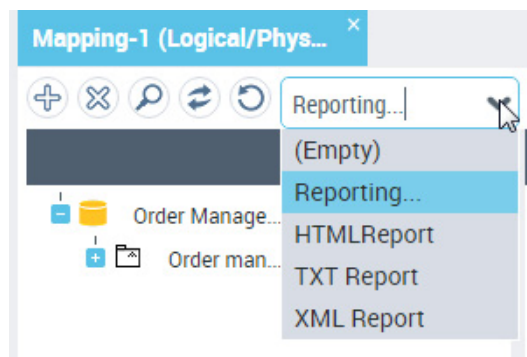 Mapping-1 (Logical/Phys...
Reporting...
(Empty)
Reporting...
HTMLReport
TXT Report
XML Report
Order Manage...
Order man...